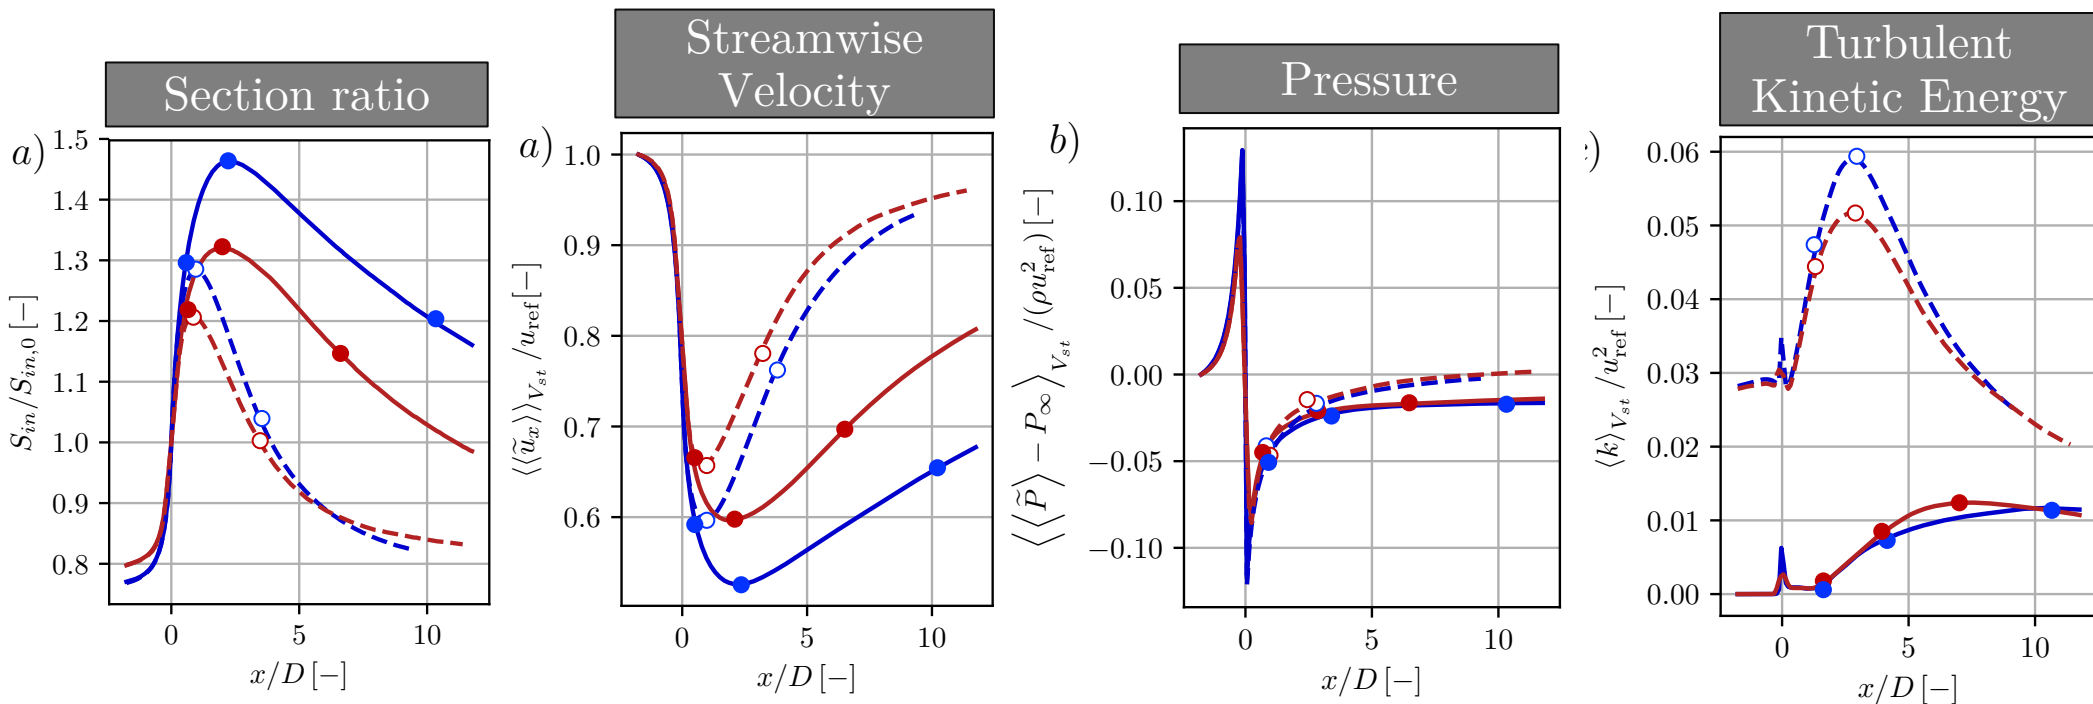 Section ratio
a)
S_{in}/S_{in,0} [−]
1.5
1.4
1.3
1.2
1.1
1.0
0.9
0.8
0 5 10
x/D [−]
Streamwise
Velocity
a)
⟨⟨ũ_x⟩⟩_{V_{st}} /u_{ref} [−]
1.0
0.9
0.8
0.7
0.6
0 5 10
x/D [−]
Pressure
b)
⟨⟨P̃⟩ − P_∞⟩_{V_{st}} /(ρu²_{ref}) [−]
0.10
0.05
0.00
−0.05
−0.10
0 5 10
x/D [−]
Turbulent
Kinetic Energy
)
⟨k⟩_{V_{st}} /u²_{ref} [−]
0.06
0.05
0.04
0.03
0.02
0.01
0.00
0 5 10
x/D [−]